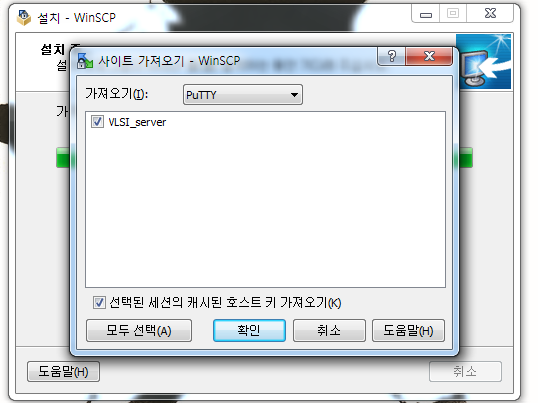 설치 - WinSCP
설치 중
사이트 가져오기 - WinSCP
가져오기(I):
PuTTY
VLSI_server
선택된 세션의 캐시된 호스트 키 가져오기(K)
모두 선택(A)
확인
취소
도움말(H)
도움말(H)
취소